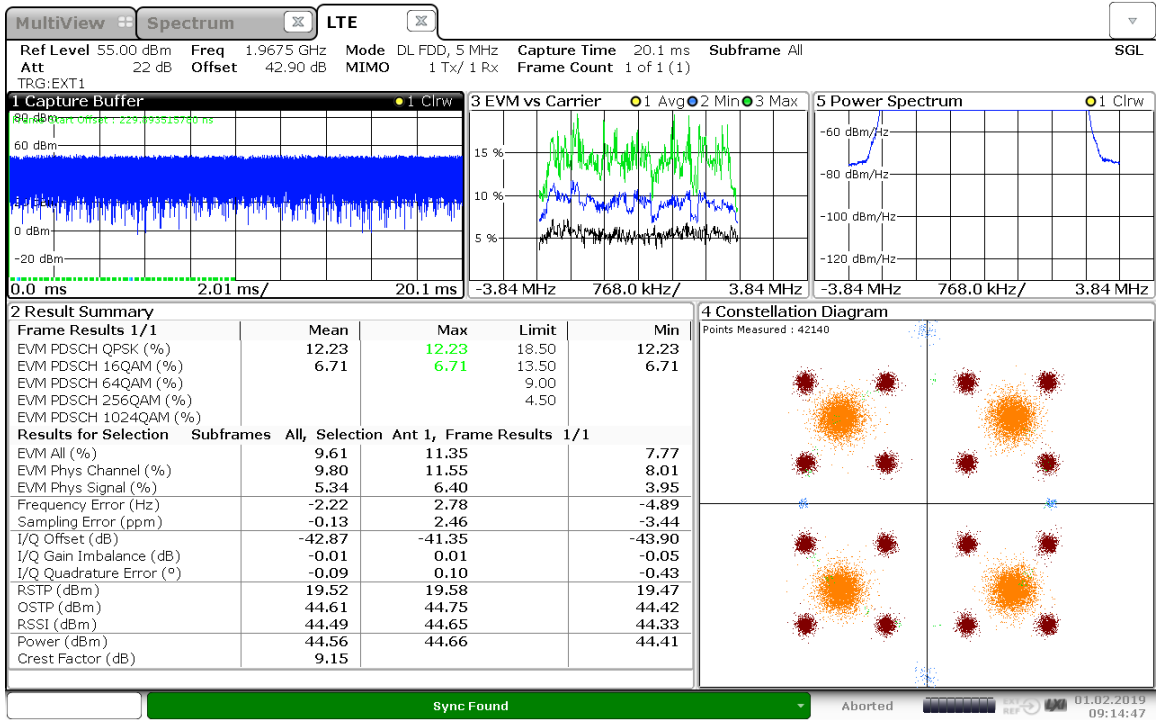 MultiView Spectrum LTE
Ref Level 55.00 dBm Freq 1.9675 GHz Mode DL FDD, 5 MHz Capture Time 20.1 ms Subframe All SGL
Att 22 dB Offset 42.90 dB MIMO 1 Tx/ 1 Rx Frame Count 1 of 1 (1)
TRG:EXT1
1 Capture Buffer 1 Clrw
80 dBm
60 dBm
0 dBm
-20 dBm
0.0 ms 2.01 ms/ 20.1 ms
3 EVM vs Carrier 1 Avg 2 Min 3 Max
15 %
10 %
5 %
-3.84 MHz 768.0 kHz/ 3.84 MHz
5 Power Spectrum 1 Clrw
-60 dBm/Hz
-80 dBm/Hz
-100 dBm/Hz
-120 dBm/Hz
-3.84 MHz 768.0 kHz/ 3.84 MHz
2 Result Summary
Frame Results 1/1 Mean Max Limit Min
EVM PDSCH QPSK (%) 12.23 12.23 18.50 12.23
EVM PDSCH 16QAM (%) 6.71 6.71 13.50 6.71
EVM PDSCH 64QAM (%) 9.00
EVM PDSCH 256QAM (%) 4.50
EVM PDSCH 1024QAM (%)
Results for Selection Subframes All, Selection Ant 1, Frame Results 1/1
EVM All (%) 9.61 11.35 7.77
EVM Phys Channel (%) 9.80 11.55 8.01
EVM Phys Signal (%) 5.34 6.40 3.95
Frequency Error (Hz) -2.22 2.78 -4.89
Sampling Error (ppm) -0.13 2.46 -3.44
I/Q Offset (dB) -42.87 -41.35 -43.90
I/Q Gain Imbalance (dB) -0.01 0.01 -0.05
I/Q Quadrature Error (°) -0.09 0.10 -0.43
RSTP (dBm) 19.52 19.58 19.47
OSTP (dBm) 44.61 44.75 44.42
RSSI (dBm) 44.49 44.65 44.33
Power (dBm) 44.56 44.66 44.41
Crest Factor (dB) 9.15
4 Constellation Diagram
Points Measured : 42140
Sync Found
Aborted
01.02.2019
09:14:47